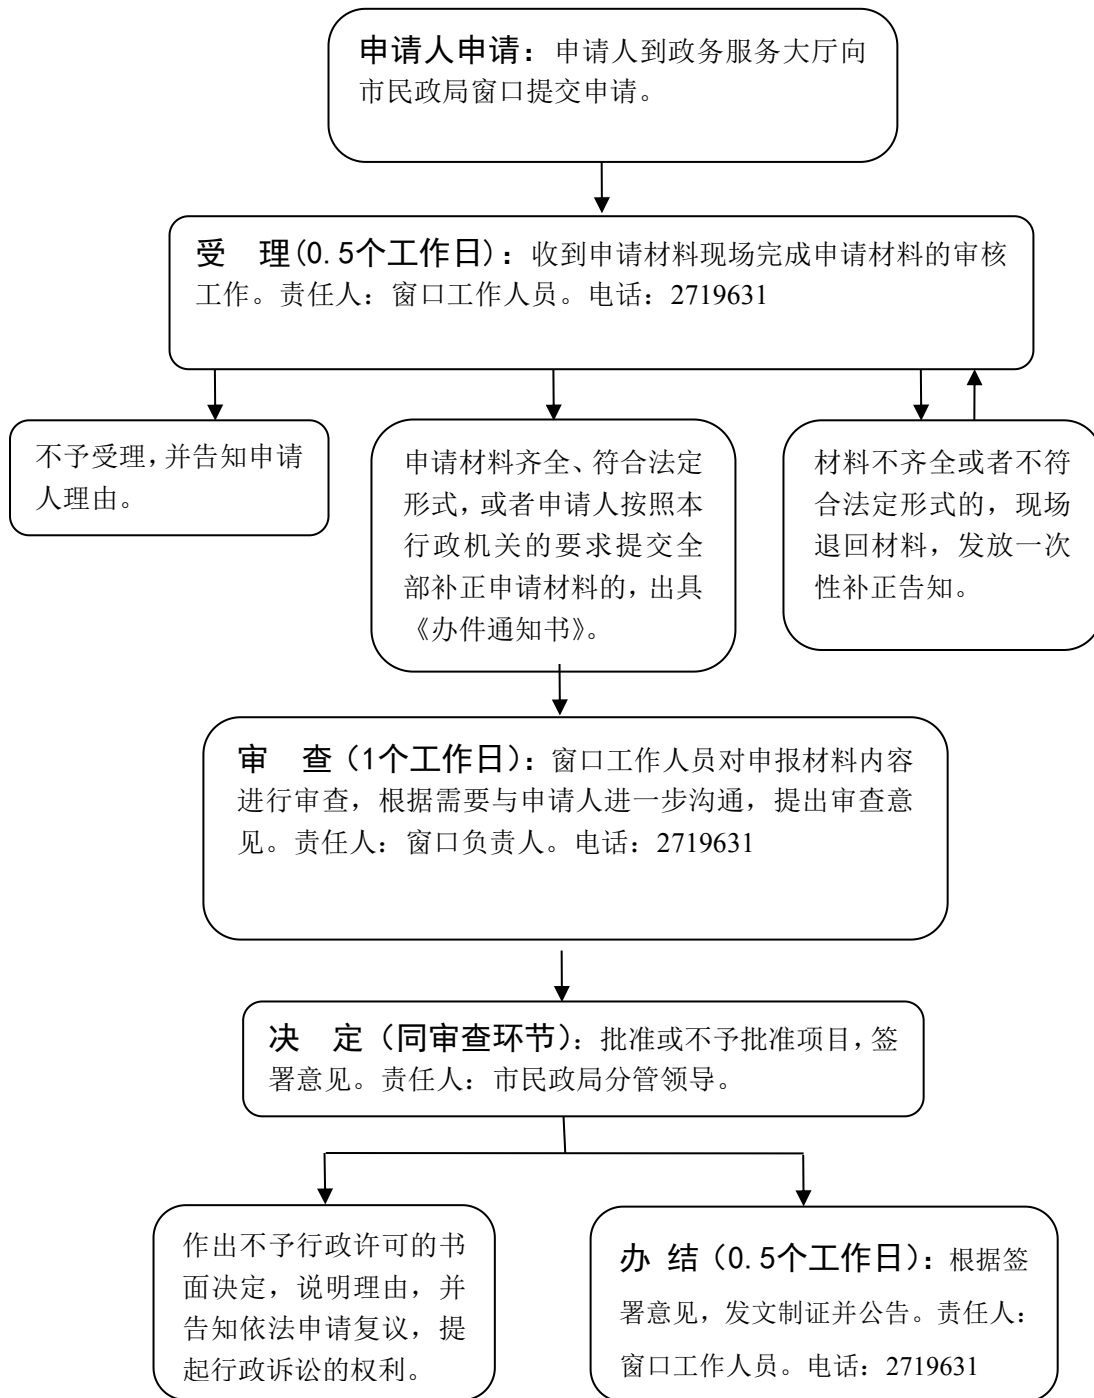 申请人申请：申请人到政务服务大厅向
市民政局窗口提交申请。
受　理(0.5个工作日)：收到申请材料现场完成申请材料的审核
工作。责任人：窗口工作人员。电话：2719631
不予受理，并告知申请
人理由。
申请材料齐全、符合法定
形式，或者申请人按照本
行政机关的要求提交全
部补正申请材料的，出具
《办件通知书》。
材料不齐全或者不符
合法定形式的，现场
退回材料，发放一次
性补正告知。
审　查（1个工作日）：窗口工作人员对申报材料内容
进行审查，根据需要与申请人进一步沟通，提出审查意
见。责任人：窗口负责人。电话：2719631
决　定（同审查环节）：批准或不予批准项目，签
署意见。责任人：市民政局分管领导。
作出不予行政许可的书
面决定，说明理由，并
告知依法申请复议，提
起行政诉讼的权利。
办 结（0.5个工作日）：根据签
署意见，发文制证并公告。责任人：
窗口工作人员。电话：2719631